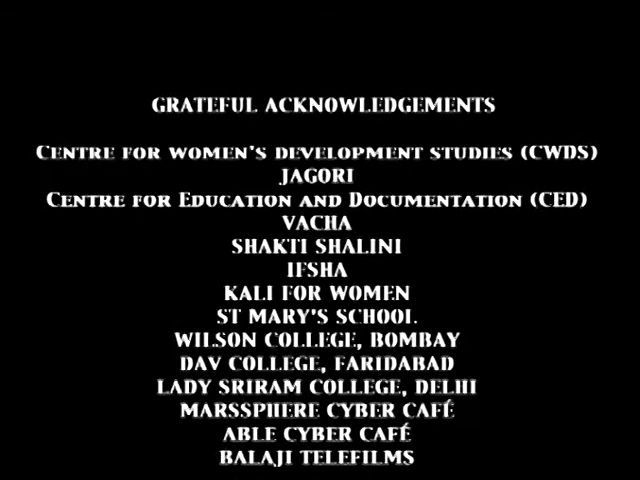 GRATEFUL ACKNOWLEDGEMENTS
CENTRE FOR WOMEN'S DEVELOPMENT STUDIES (CWDS)
JAGORI
CENTRE FOR EDUCATION AND DOCUMENTATION (CED)
VACHA
SHAKTI SHALINI
IFSHA
KALI FOR WOMEN
ST MARY'S SCHOOL
WILSON COLLEGE, BOMBAY
DAV COLLEGE, FARIDABAD
LADY SRIRAM COLLEGE, DELHI
MARSSPHERE CYBER CAFÉ
ABLE CYBER CAFÉ
BALAJI TELEFILMS